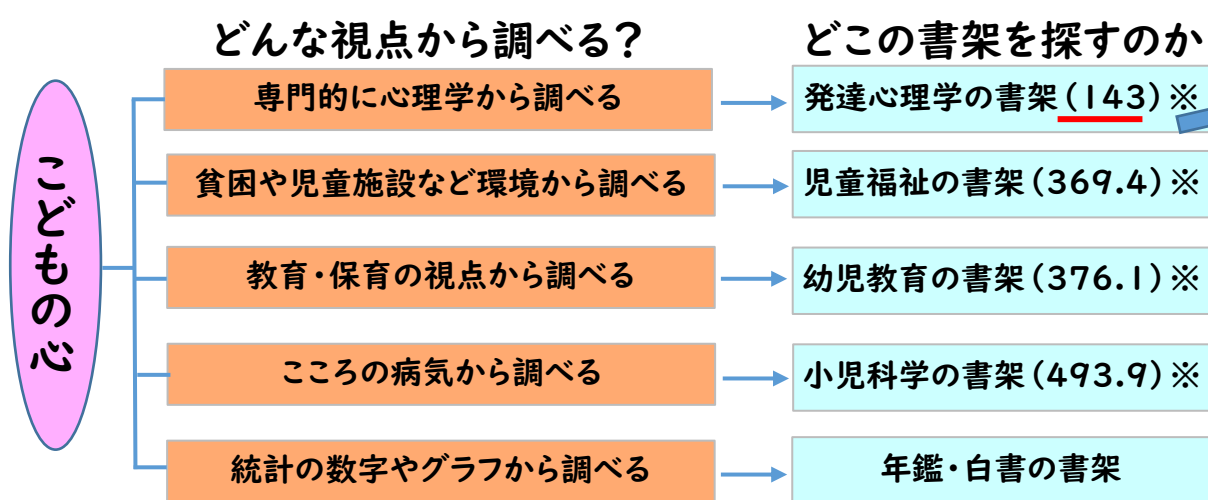 どんな視点から調べる？
どこの書架を探すのか
こどもの心
専門的に心理学から調べる
発達心理学の書架(143)※
貧困や児童施設など環境から調べる
児童福祉の書架(369.4)※
教育・保育の視点から調べる
幼児教育の書架(376.1)※
こころの病気から調べる
小児科学の書架(493.9)※
統計の数字やグラフから調べる
年鑑・白書の書架